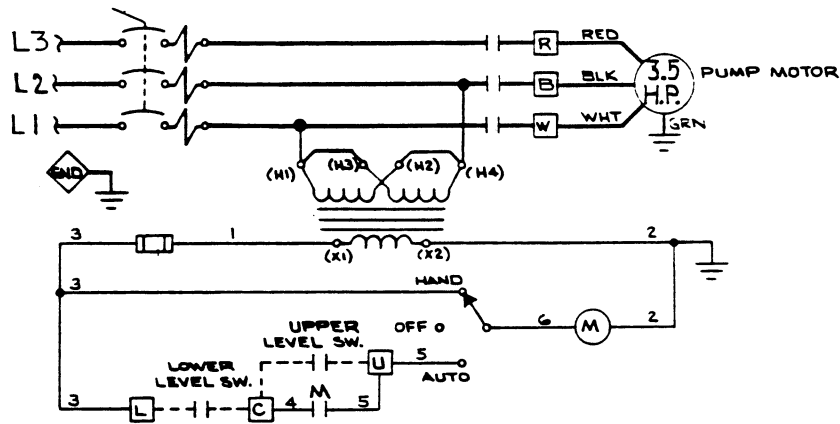 L3 R RED
L2 B BLK 3.5 H.P. PUMP MOTOR
L1 W WHT
GRN
GND
(H1) (H3) (H2) (H4)
3 1 (X1) (X2) 2
3 HAND
OFF 6 M 2
UPPER
LEVEL SW.
U 5
AUTO
LOWER
LEVEL SW.
M
3 L C 4 5